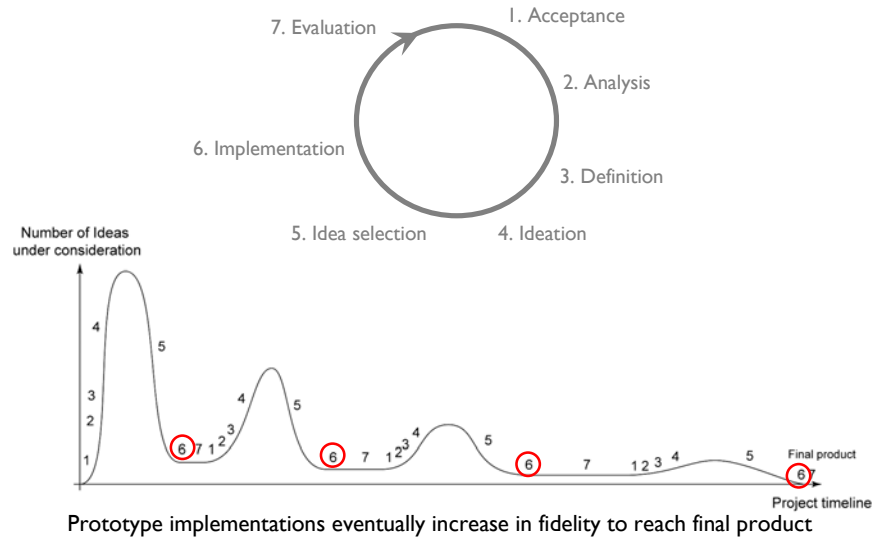 1. Acceptance
7. Evaluation
2. Analysis
6. Implementation
3. Definition
5. Idea selection
4. Ideation
Number of Ideas
under consideration
4
5
3
2
1
6
7
1
2
3
4
5
6
7
1
2
3
4
5
6
7
1
2
3
4
5
Final product
6
7
Project timeline
Prototype implementations eventually increase in fidelity to reach final product